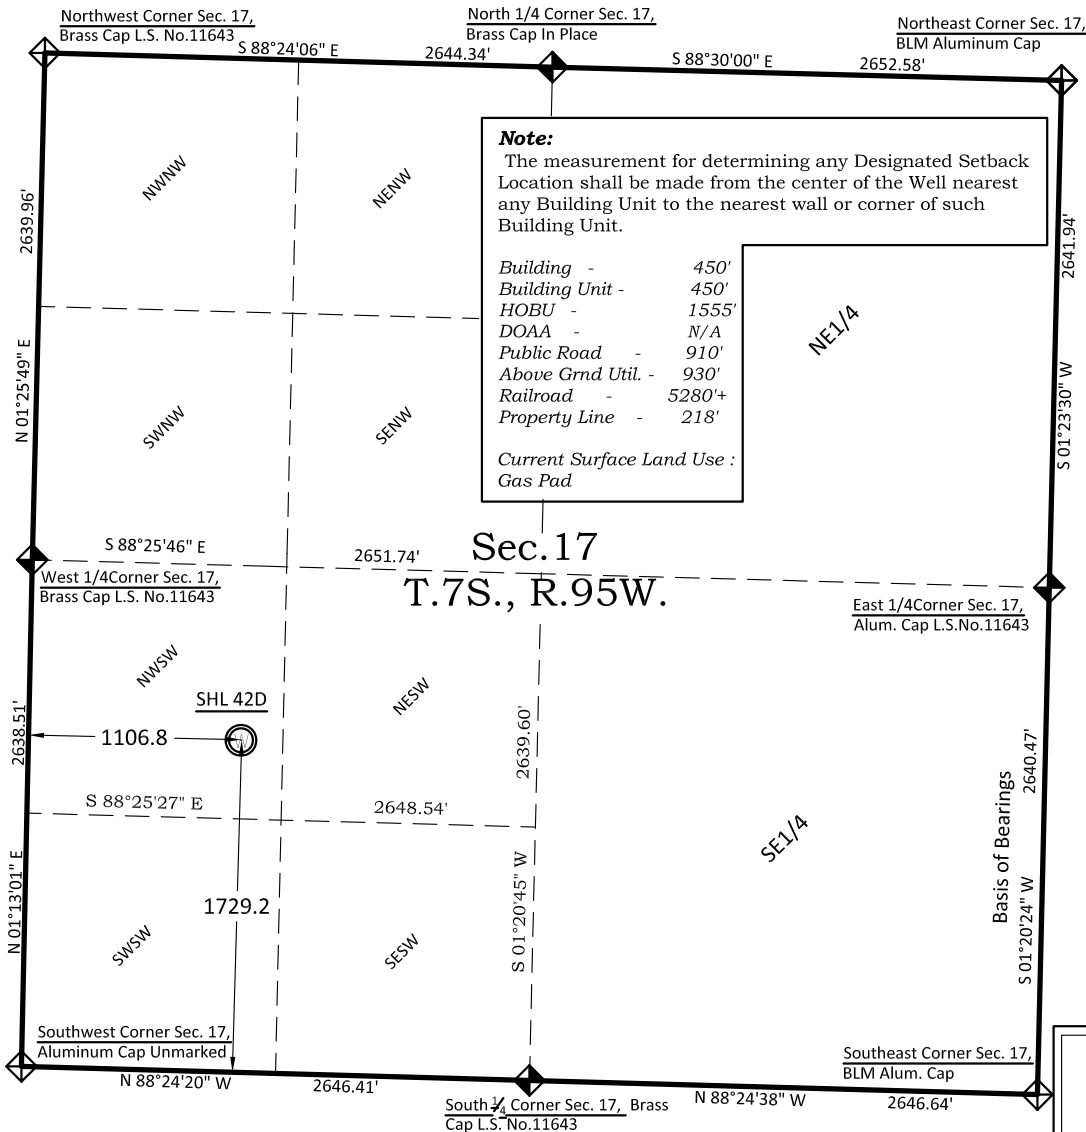 Northwest Corner Sec. 17,
Brass Cap L.S. No.11643
North 1/4 Corner Sec. 17,
Brass Cap In Place
Northeast Corner Sec. 17,
BLM Aluminum Cap
S 88°24'06" E
2644.34'
S 88°30'00" E
2652.58'
Note:
The measurement for determining any Designated Setback
Location shall be made from the center of the Well nearest
any Building Unit to the nearest wall or corner of such
Building Unit.
Building - 450'
Building Unit - 450'
HOBU - 1555'
DOAA - N/A
Public Road - 910'
Above Grnd Util. - 930'
Railroad - 5280'+
Property Line - 218'
Current Surface Land Use :
Gas Pad
NWNW
NENW
2639.96'
2641.94'
NE1/4
N 01°25'49" E
S 01°23'30" W
SWNW
SENW
S 88°25'46" E
2651.74'
Sec.17
T.7S., R.95W.
West 1/4Corner Sec. 17,
Brass Cap L.S. No.11643
East 1/4Corner Sec. 17,
Alum. Cap L.S.No.11643
NWSW
NESW
SHL 42D
1106.8
2638.51'
2639.60'
2640.47'
S 88°25'27" E
2648.54'
SE1/4
Basis of Bearings
N 01°13'01" E
1729.2
S 01°20'45" W
S 01°20'24" W
SWSW
SESW
Southwest Corner Sec. 17,
Aluminum Cap Unmarked
Southeast Corner Sec. 17,
BLM Alum. Cap
N 88°24'20" W
2646.41'
South 1/4 Corner Sec. 17, Brass
Cap L.S. No.11643
N 88°24'38" W
2646.64'